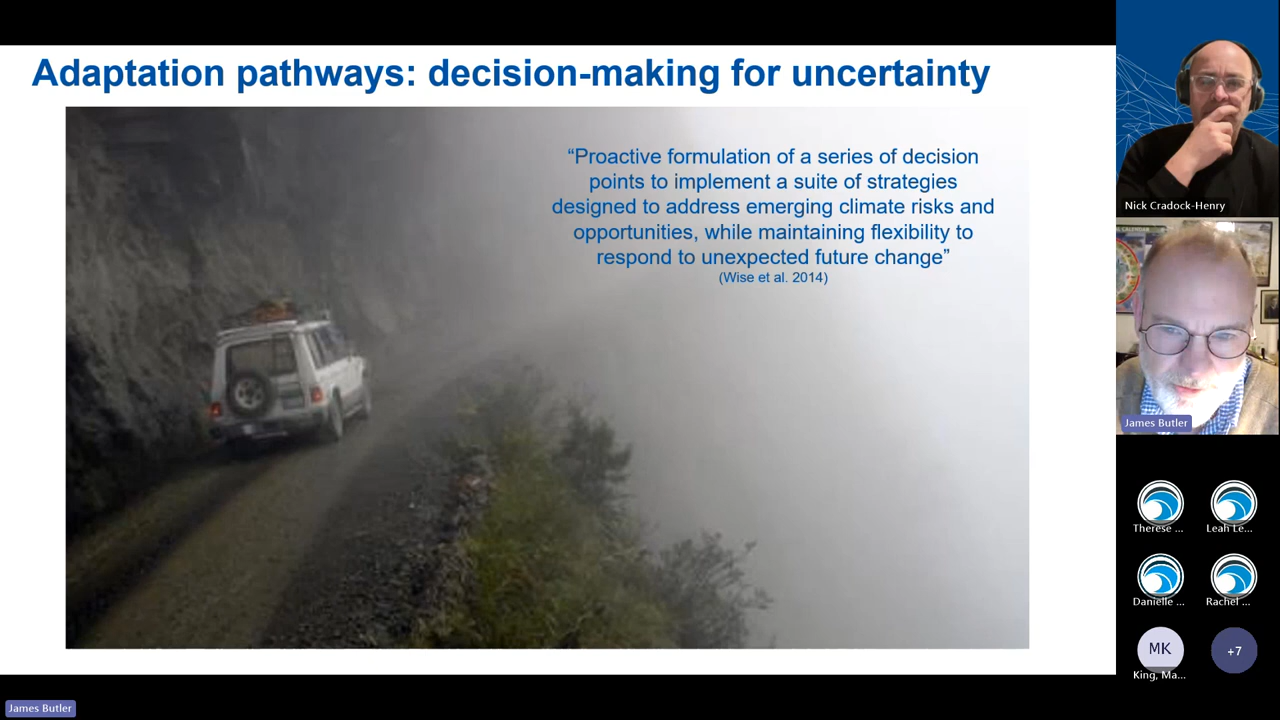 Adaptation pathways: decision-making for uncertainty
“Proactive formulation of a series of decision
points to implement a suite of strategies
designed to address emerging climate risks and
opportunities, while maintaining flexibility to
respond to unexpected future change”
(Wise et al. 2014)
Nick Cradock-Henry
CALENDAR
James Butler
Therese ...
Leah Le...
Danielle ...
Rachel ...
MK
+7
King, Ma...
James Butler